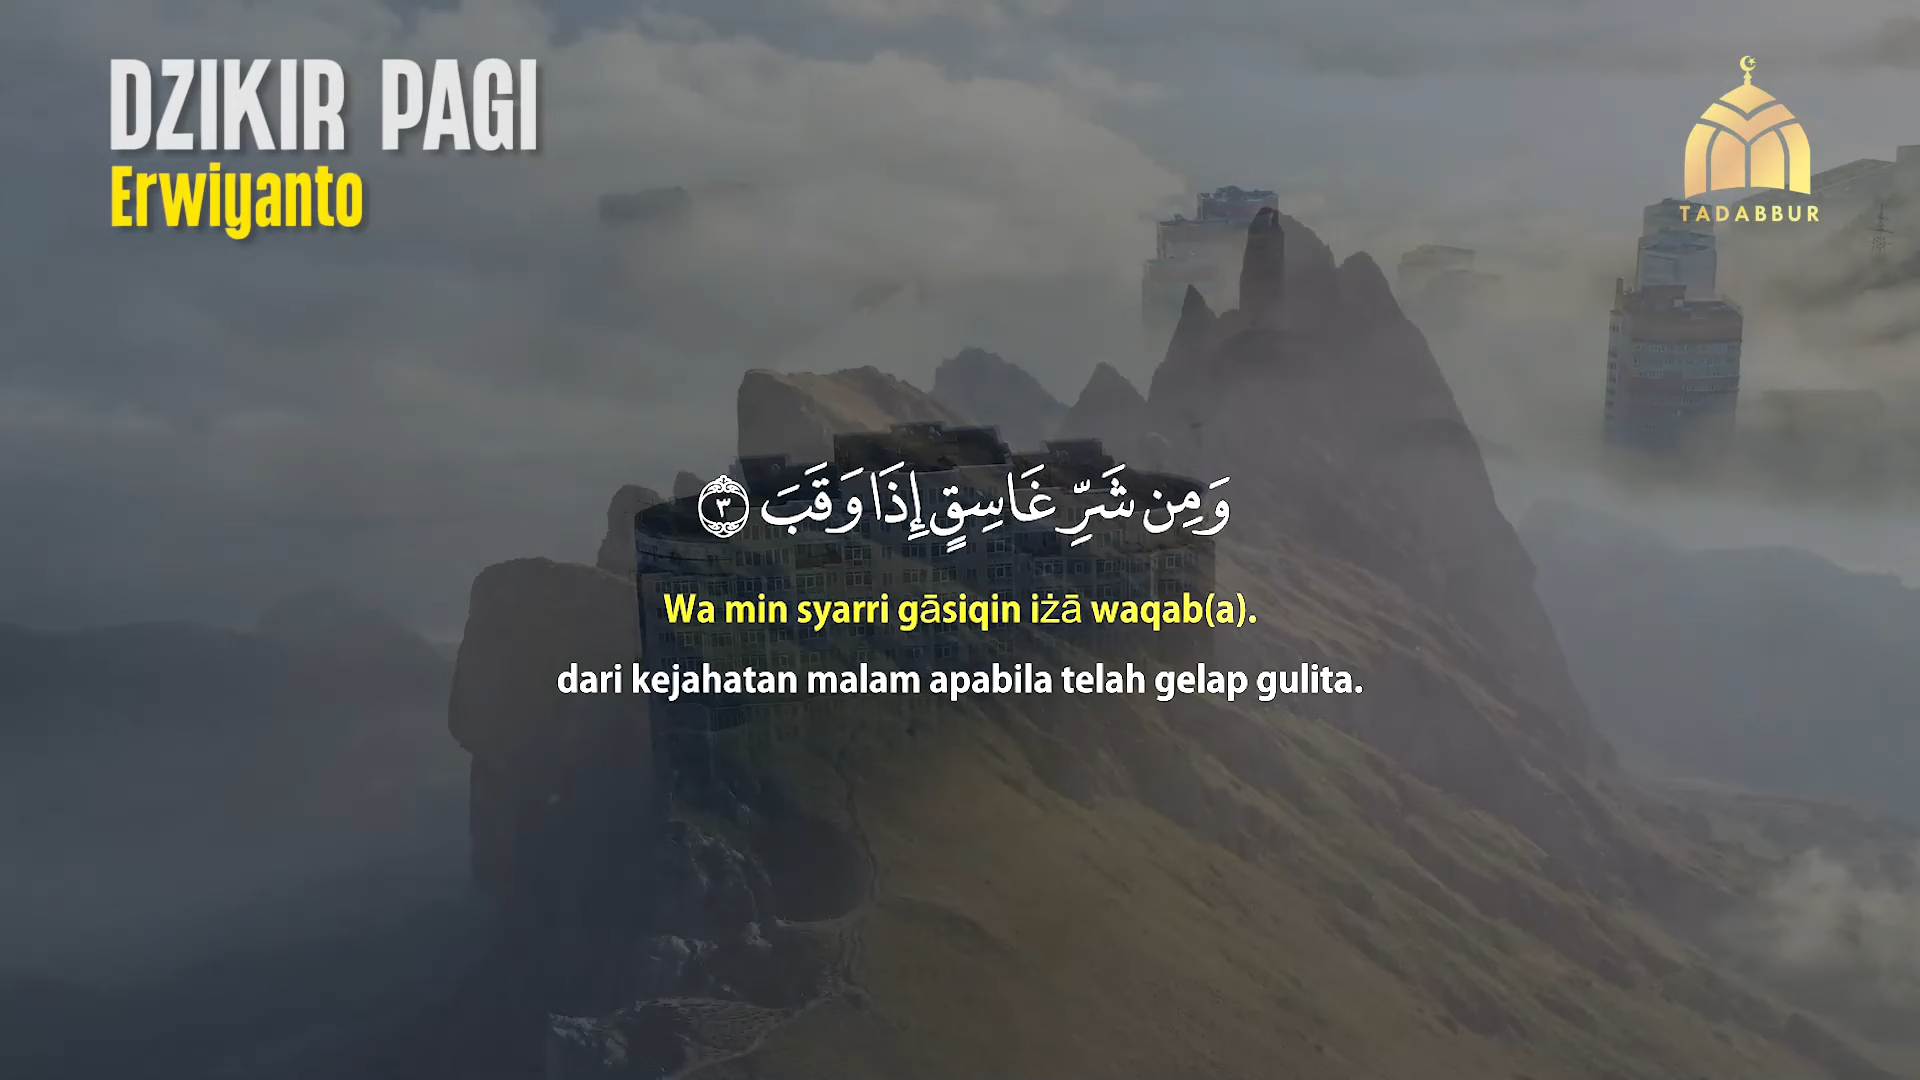 DZIKIR PAGI
Erwiyanto
TADABBUR
وَمِن شَرِّ غَاسِقٍ إِذَا وَقَبَ ٣
Wa min syarri gāsiqin iżā waqab(a).
dari kejahatan malam apabila telah gelap gulita.